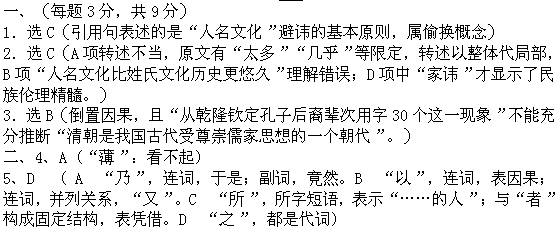 一、（每题3分，共9分）
1．选C（引用句表述的是“人名文化”避讳的基本原则，属偷换概念）
2．选C（A项转述不当，原文有“太多”“几乎”等限定，转述以整体代局部，
B项“人名文化比姓氏文化历史更悠久”理解错误；D项中“家讳”才显示了民
族伦理精髓。）
3．选B（倒置因果，且“从乾隆钦定孔子后裔辈次用字30个这一现象”不能充
分推断“清朝是我国古代受尊崇儒家思想的一个朝代”。）
二、4、A（“薄”：看不起）
5、D （A “乃”，连词，于是；副词，竟然。B “以”，连词，表因果；
连词，并列关系，“又”。C “所”，所字短语，表示“……的人”；与“者”
构成固定结构，表凭借。D “之”，都是代词）